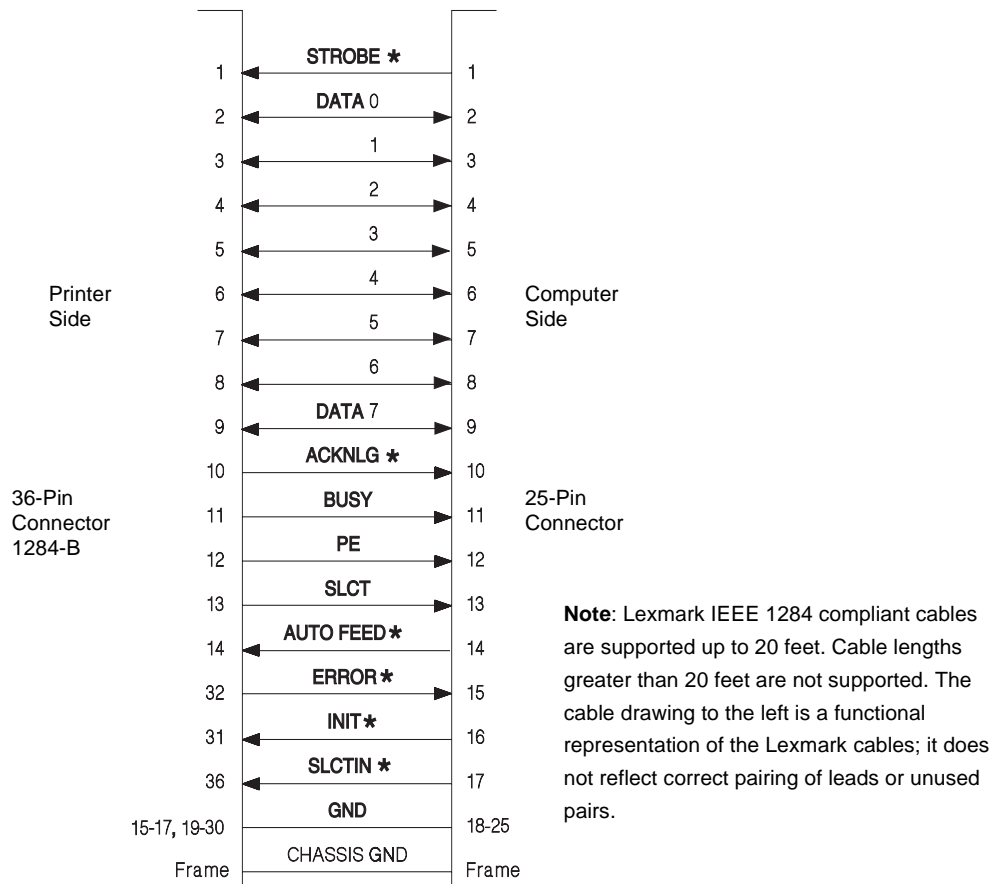 STROBE *
1 1
DATA 0
2 2
1
3 3
2
4 4
3
5 5
4
Printer
Side
6 6
Computer
Side
5
7 7
6
8 8
DATA 7
9 9
ACKNLG *
10 10
36-Pin
Connector
1284-B
BUSY
11 11
25-Pin
Connector
PE
12 12
SLCT
13 13
AUTO FEED *
14 14
ERROR *
32 15
INIT *
31 16
SLCTIN *
36 17
GND
15-17, 19-30 18-25
CHASSIS GND
Frame Frame
Note: Lexmark IEEE 1284 compliant cables
are supported up to 20 feet. Cable lengths
greater than 20 feet are not supported. The
cable drawing to the left is a functional
representation of the Lexmark cables; it does
not reflect correct pairing of leads or unused
pairs.